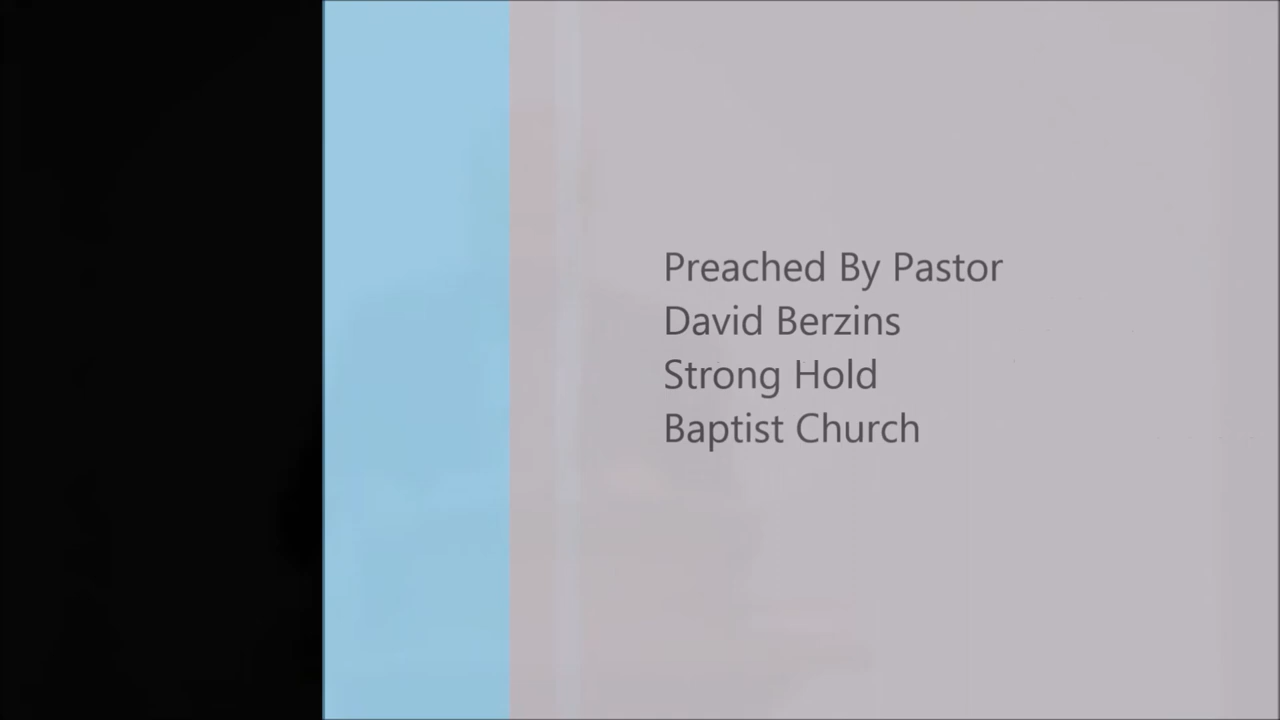 Preached By Pastor
David Berzins
Strong Hold
Baptist Church